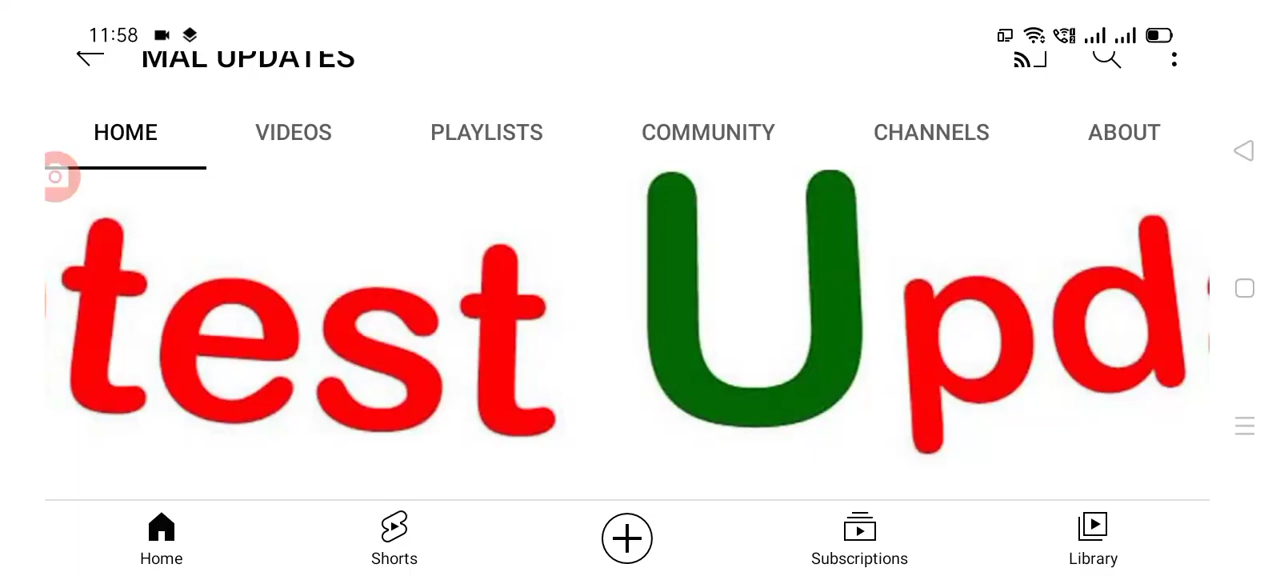 11:58
MAL UPDATES
HOME VIDEOS PLAYLISTS COMMUNITY CHANNELS ABOUT
test Upd
Home Shorts Subscriptions Library